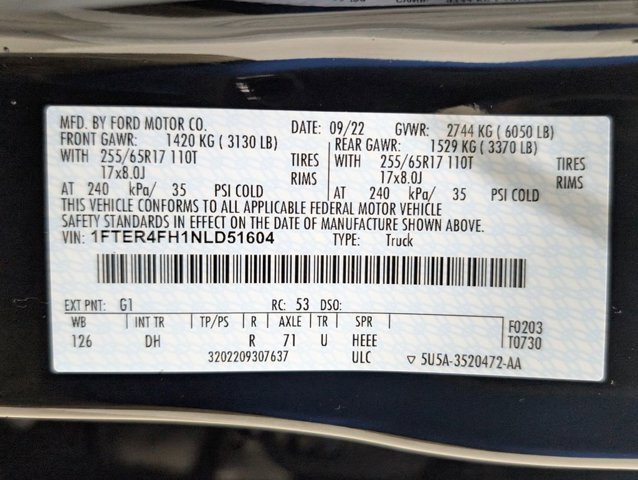 MFD. BY FORD MOTOR CO. DATE: 09/22 GVWR: 2744 KG ( 6050 LB)
FRONT GAWR: 1420 KG ( 3130 LB) REAR GAWR: 1529 KG ( 3370 LB)
WITH 255/65R17 110T TIRES WITH 255/65R17 110T TIRES
17x8.0J RIMS 17x8.0J RIMS
AT 240 kPa/ 35 PSI COLD AT 240 kPa/ 35 PSI COLD
THIS VEHICLE CONFORMS TO ALL APPLICABLE FEDERAL MOTOR VEHICLE
SAFETY STANDARDS IN EFFECT ON THE DATE OF MANUFACTURE SHOWN ABOVE.
VIN: 1FTER4FH1NLD51604 TYPE: Truck
EXT PNT: G1 RC: 53 DSO:
WB INT TR TP/PS R AXLE TR SPR F0203
126 DH R 71 U HEEE T0730
3202209307637 ULC ▽ 5U5A-3520472-AA